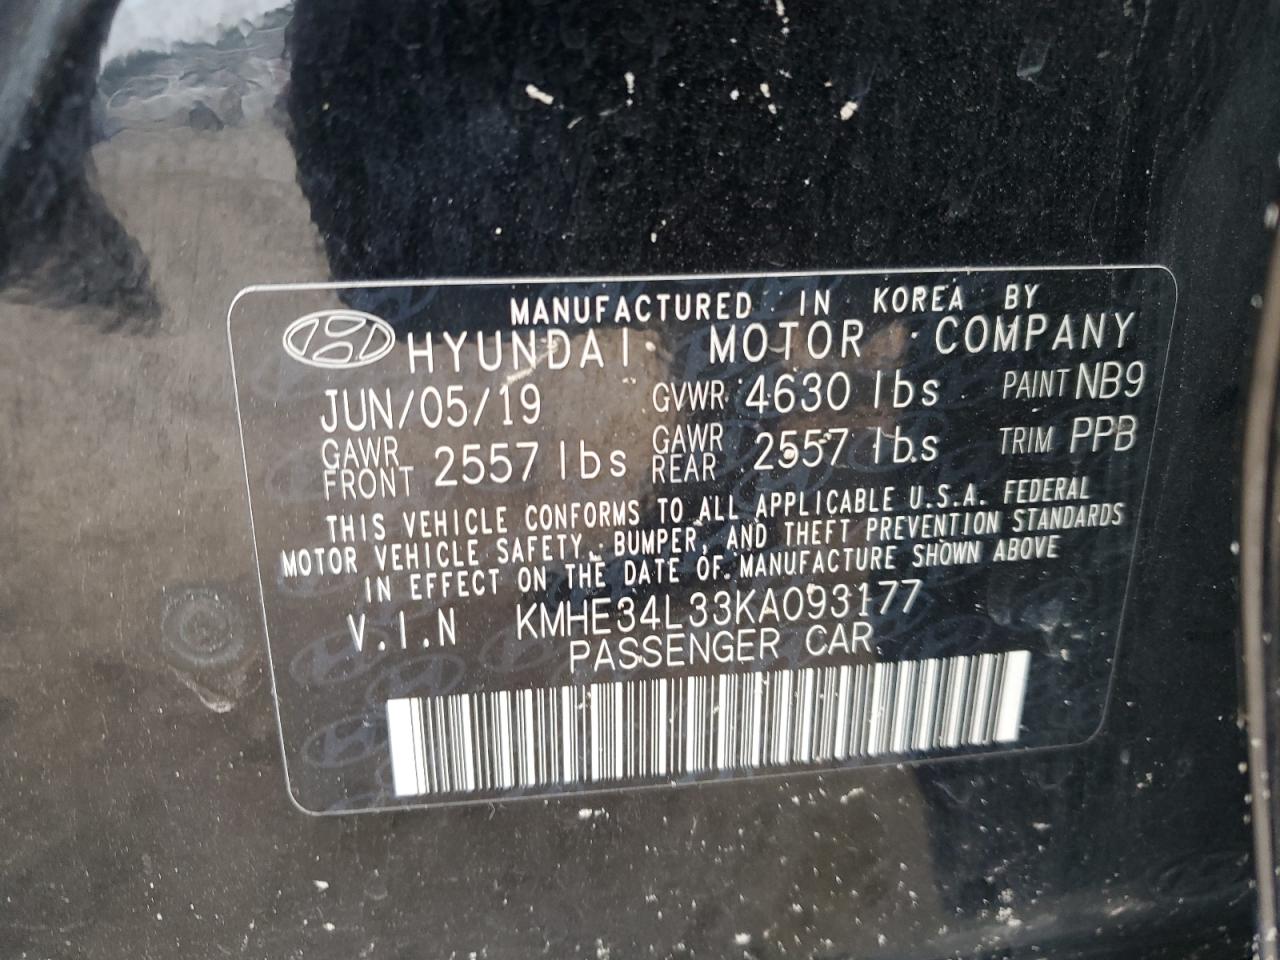 MANUFACTURED IN KOREA BY
HYUNDAI MOTOR COMPANY
JUN/05/19 GVWR 4630 lbs PAINT NB9
GAWR FRONT 2557 lbs GAWR REAR 2557 lbs TRIM PPB
THIS VEHICLE CONFORMS TO ALL APPLICABLE U.S.A. FEDERAL
MOTOR VEHICLE SAFETY, BUMPER, AND THEFT PREVENTION STANDARDS
IN EFFECT ON THE DATE OF MANUFACTURE SHOWN ABOVE
V.I.N KMHE34L33KA093177
PASSENGER CAR